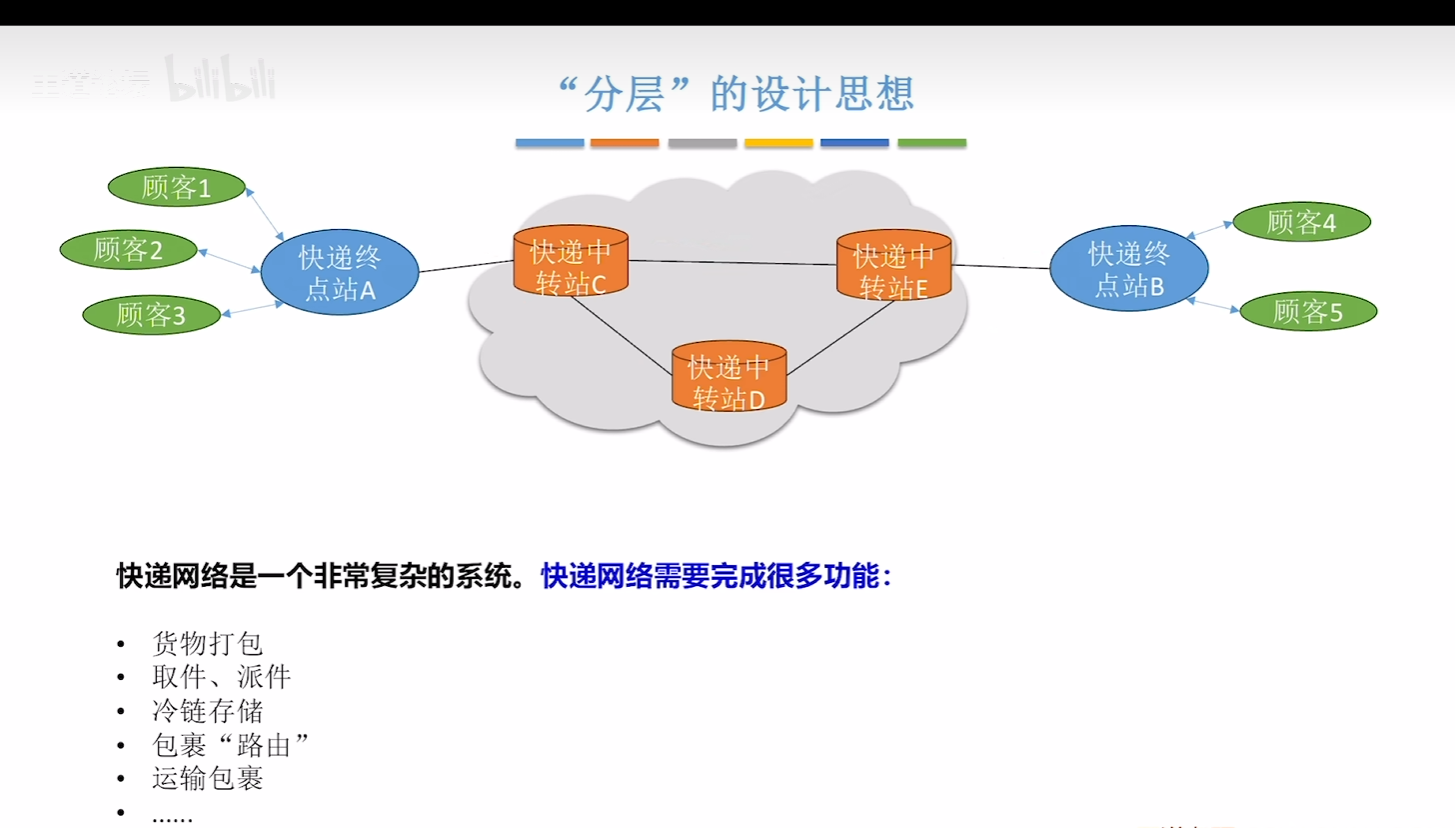 bilibili
“分层”的设计思想
顾客1
顾客2
顾客3
快递终
点站A
快递中
转站C
快递中
转站E
快递中
转站D
快递终
点站B
顾客4
顾客5
快递网络是一个非常复杂的系统。快递网络需要完成很多功能：
• 货物打包
• 取件、派件
• 冷链存储
• 包裹“路由”
• 运输包裹
• ......